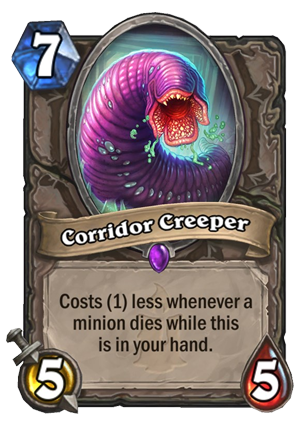 7
Corridor Creeper
Costs (1) less whenever a
minion dies while this
is in your hand.
5
5